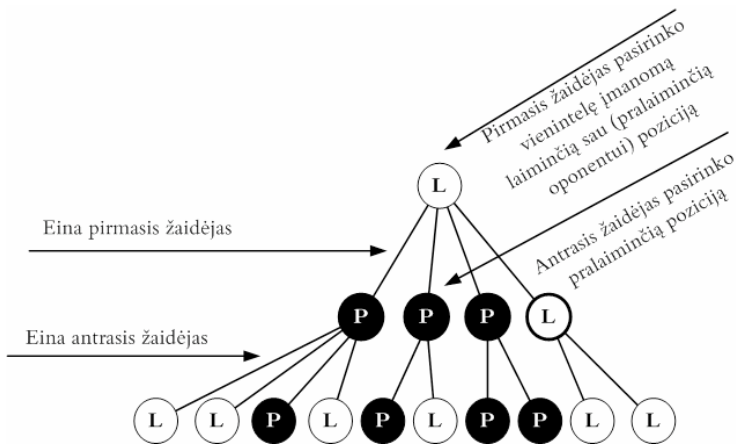 Pirmasis žaidėjas pasirinko
vienintelę įmanomą
laiminčią sau (pralaiminčią
oponentui) poziciją
L
Antrasis žaidėjas pasirinko
pralaiminčią poziciją
Eina pirmasis žaidėjas
P P P L
Eina antrasis žaidėjas
L L P L P L P P L L